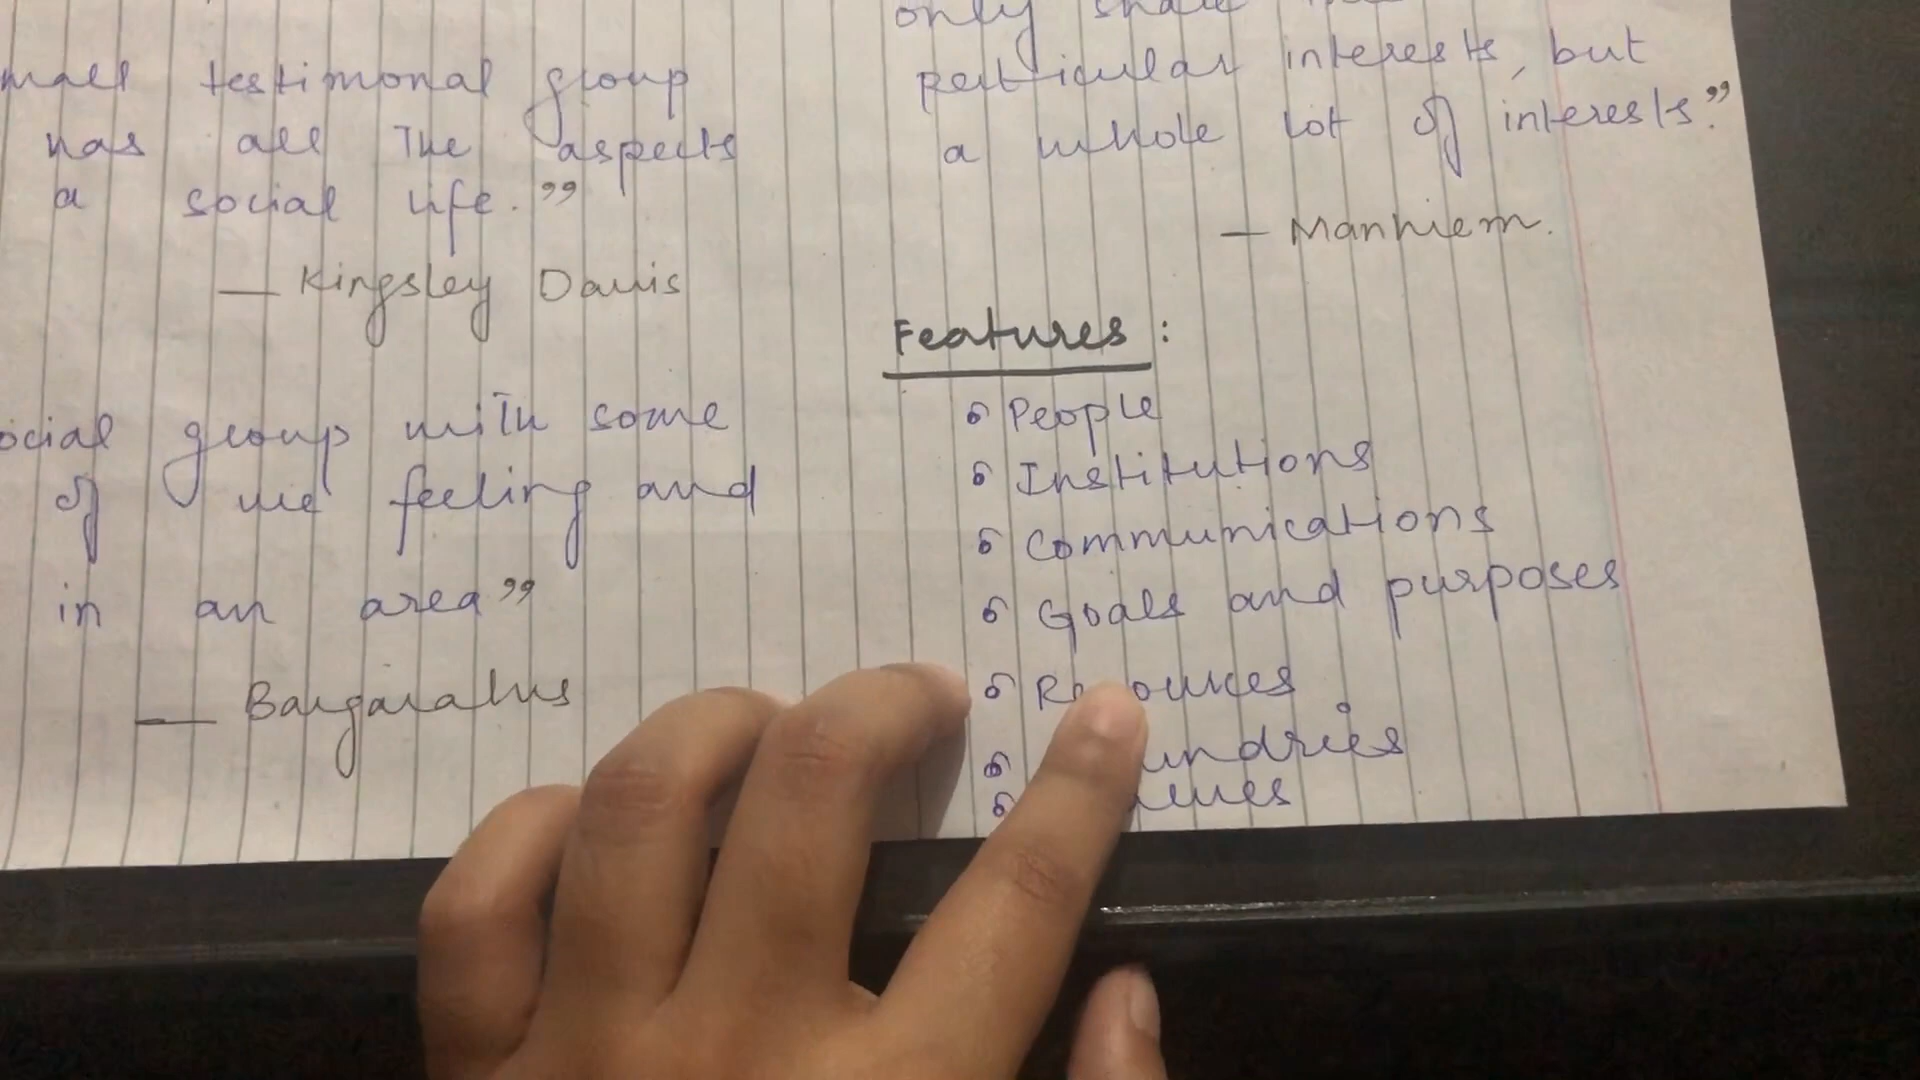 testimonal group
has all The aspects
a social life.”
— Kingsley Davis
group with some
of we feeling and
in an area”
— Bargaralus
only
particular interests, but
a whole lot of interests.”
— Manhiem.
Features :
People
Institutions
Communications
Goals and purposes